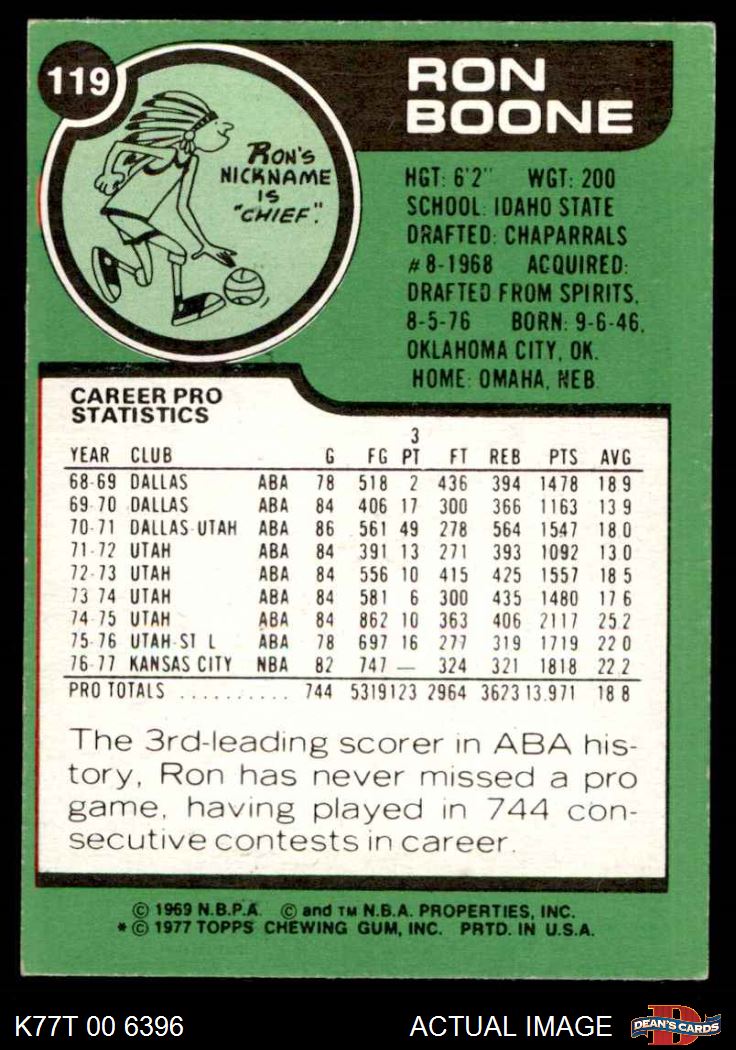 119
RON
BOONE
RON'S
NICKNAME
IS
"CHIEF".
HGT: 6'2" WGT: 200
SCHOOL: IDAHO STATE
DRAFTED: CHAPARRALS
#8-1968 ACQUIRED:
DRAFTED FROM SPIRITS,
8-5-76 BORN: 9-6-46,
OKLAHOMA CITY, OK.
HOME: OMAHA, NEB.
CAREER PRO
STATISTICS
3
YEAR CLUB G FG PT FT REB PTS AVG
68-69 DALLAS ABA 78 518 2 436 394 1478 18.9
69-70 DALLAS ABA 84 406 17 300 366 1163 13.9
70-71 DALLAS-UTAH ABA 86 561 49 278 564 1547 18.0
71-72 UTAH ABA 84 391 13 271 393 1092 13.0
72-73 UTAH ABA 84 556 10 415 425 1557 18.5
73-74 UTAH ABA 84 581 6 300 435 1480 17.6
74-75 UTAH ABA 84 862 10 363 406 2117 25.2
75-76 UTAH-ST L ABA 78 697 16 277 319 1719 22.0
76-77 KANSAS CITY NBA 82 747 — 324 321 1818 22.2
PRO TOTALS .......... 744 5319 123 2964 3623 13,971 18.8
The 3rd-leading scorer in ABA his-
tory, Ron has never missed a pro
game, having played in 744 con-
secutive contests in career.
© 1969 N.B.P.A. © and TM N.B.A. PROPERTIES, INC.
*© 1977 TOPPS CHEWING GUM, INC. PRTD. IN U.S.A.
K77T 00 6396 ACTUAL IMAGE
DEAN'S CARDS